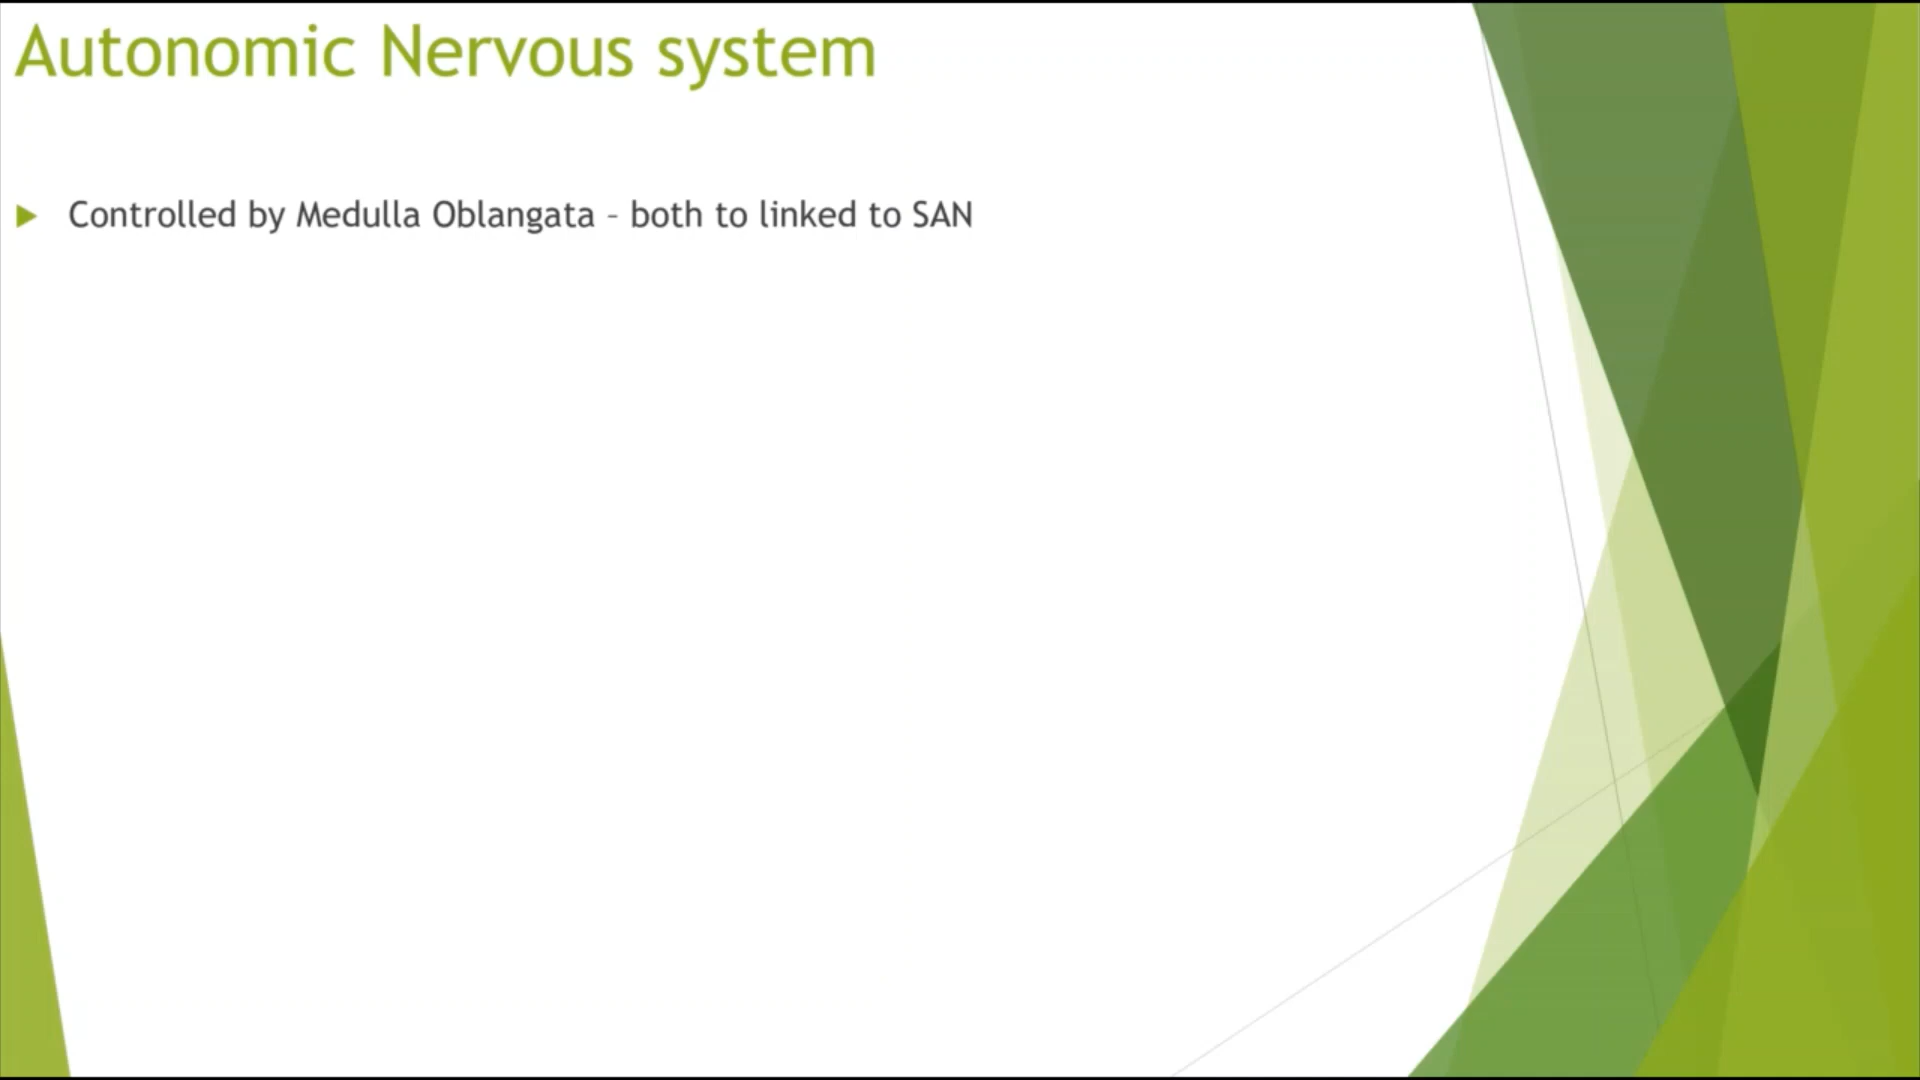 Autonomic Nervous system
Controlled by Medulla Oblangata – both to linked to SAN